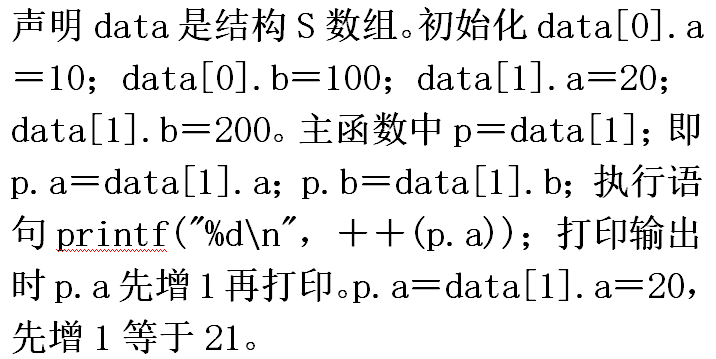 声明 data 是结构 S 数组。初始化 data[0]. a
＝10；data[0]. b＝100；data[1]. a＝20；
data[1]. b＝200。主函数中 p＝data[1]；即
p. a＝data[1]. a；p. b＝data[1]. b；执行语
句 printf("%d\n"，＋＋(p. a))；打印输出
时 p. a 先增 1 再打印。p. a＝data[1]. a＝20，
先增 1 等于 21。